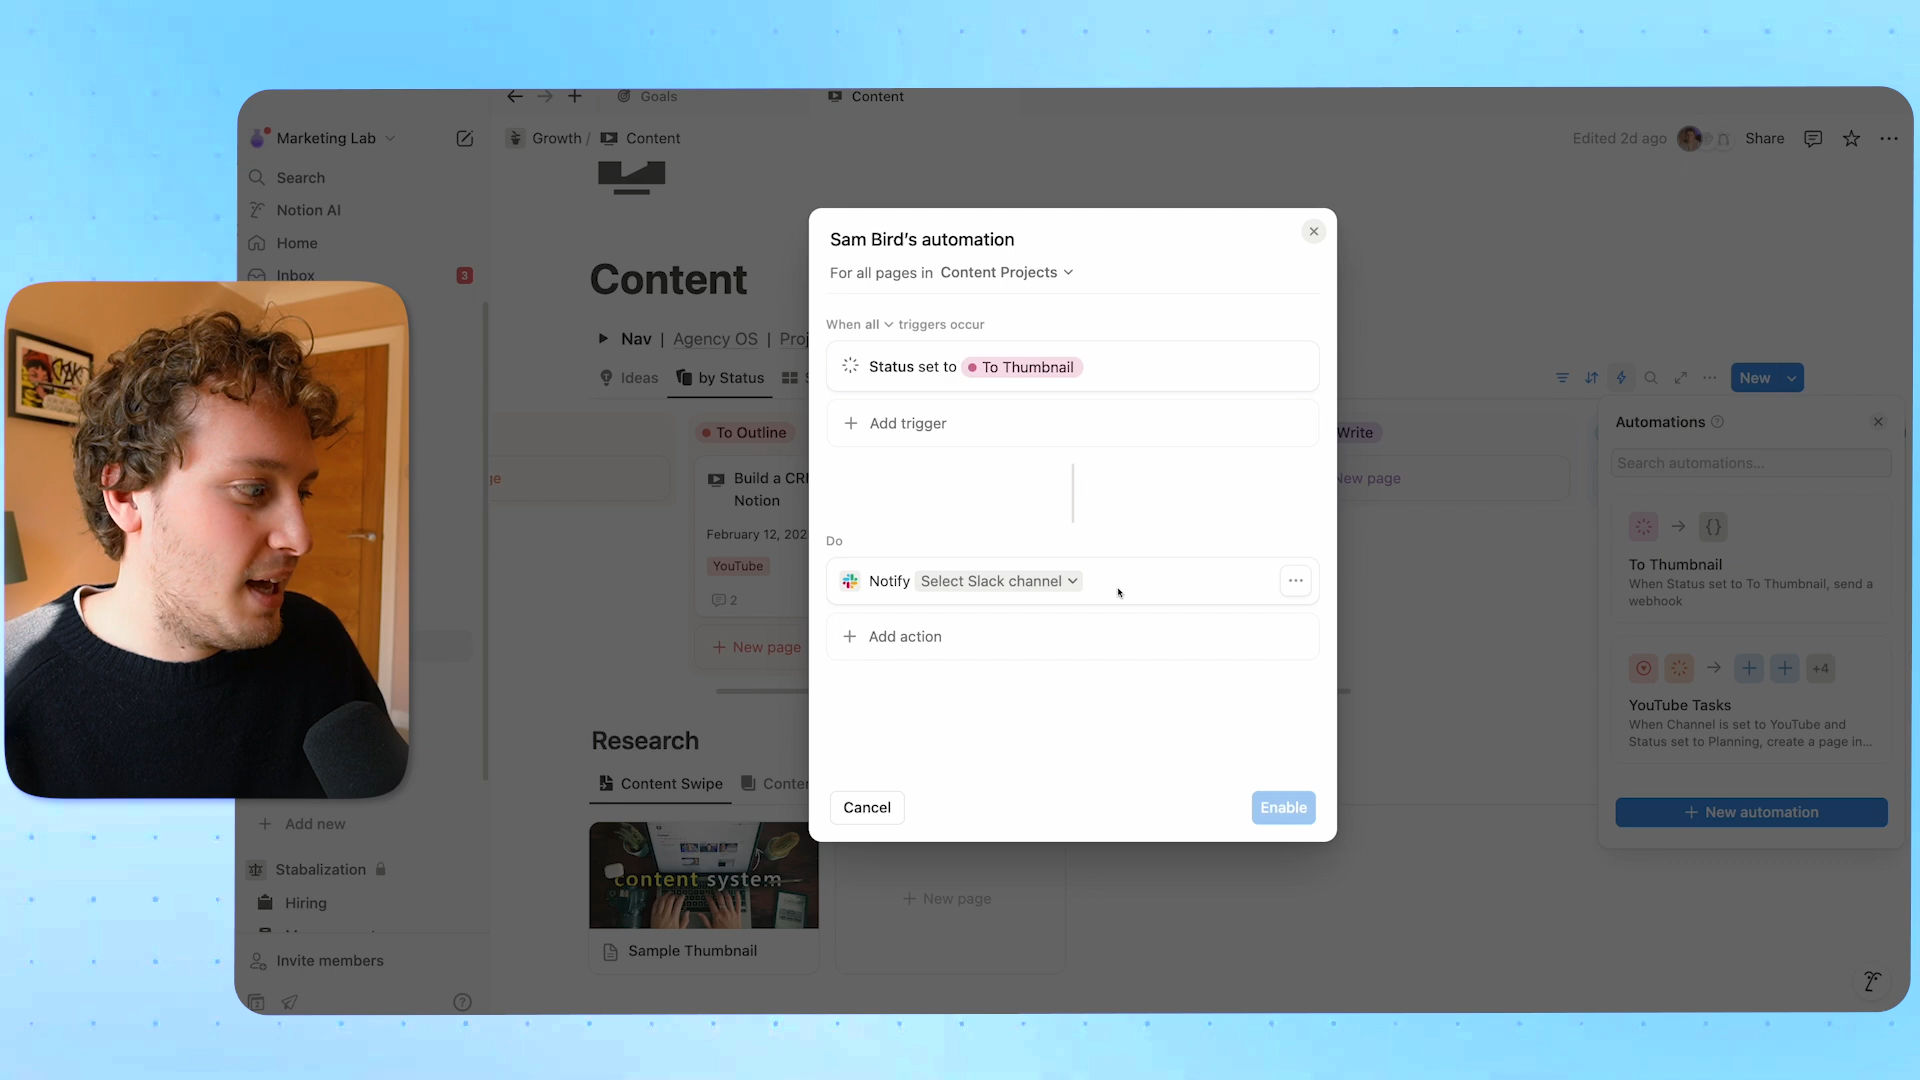 Goals
Content
Marketing Lab
Growth / Content
Edited 2d ago
Share
Search
Notion AI
Home
Inbox
3
Content
Nav | Agency OS |
Ideas
by Status
New
To Outline
Build a
Notion
February 12,
YouTube
2
New page
Write
New page
Sam Bird's automation
For all pages in Content Projects
When all triggers occur
Status set to To Thumbnail
Add trigger
Do
Notify Select Slack channel
Add action
Cancel
Enable
Automations
Search automations...
To Thumbnail
When Status set to To Thumbnail, send a
webhook
+4
YouTube Tasks
When Channel is set to YouTube and
Status set to Planning, create a page in...
New automation
Research
Content Swipe
content system
Sample Thumbnail
New page
Add new
Stabalization
Hiring
Invite members